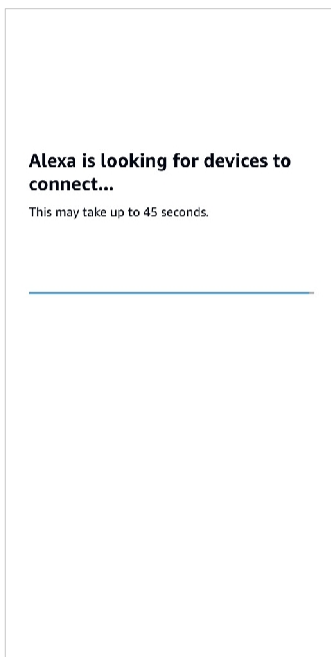 Alexa is looking for devices to
connect...
This may take up to 45 seconds.